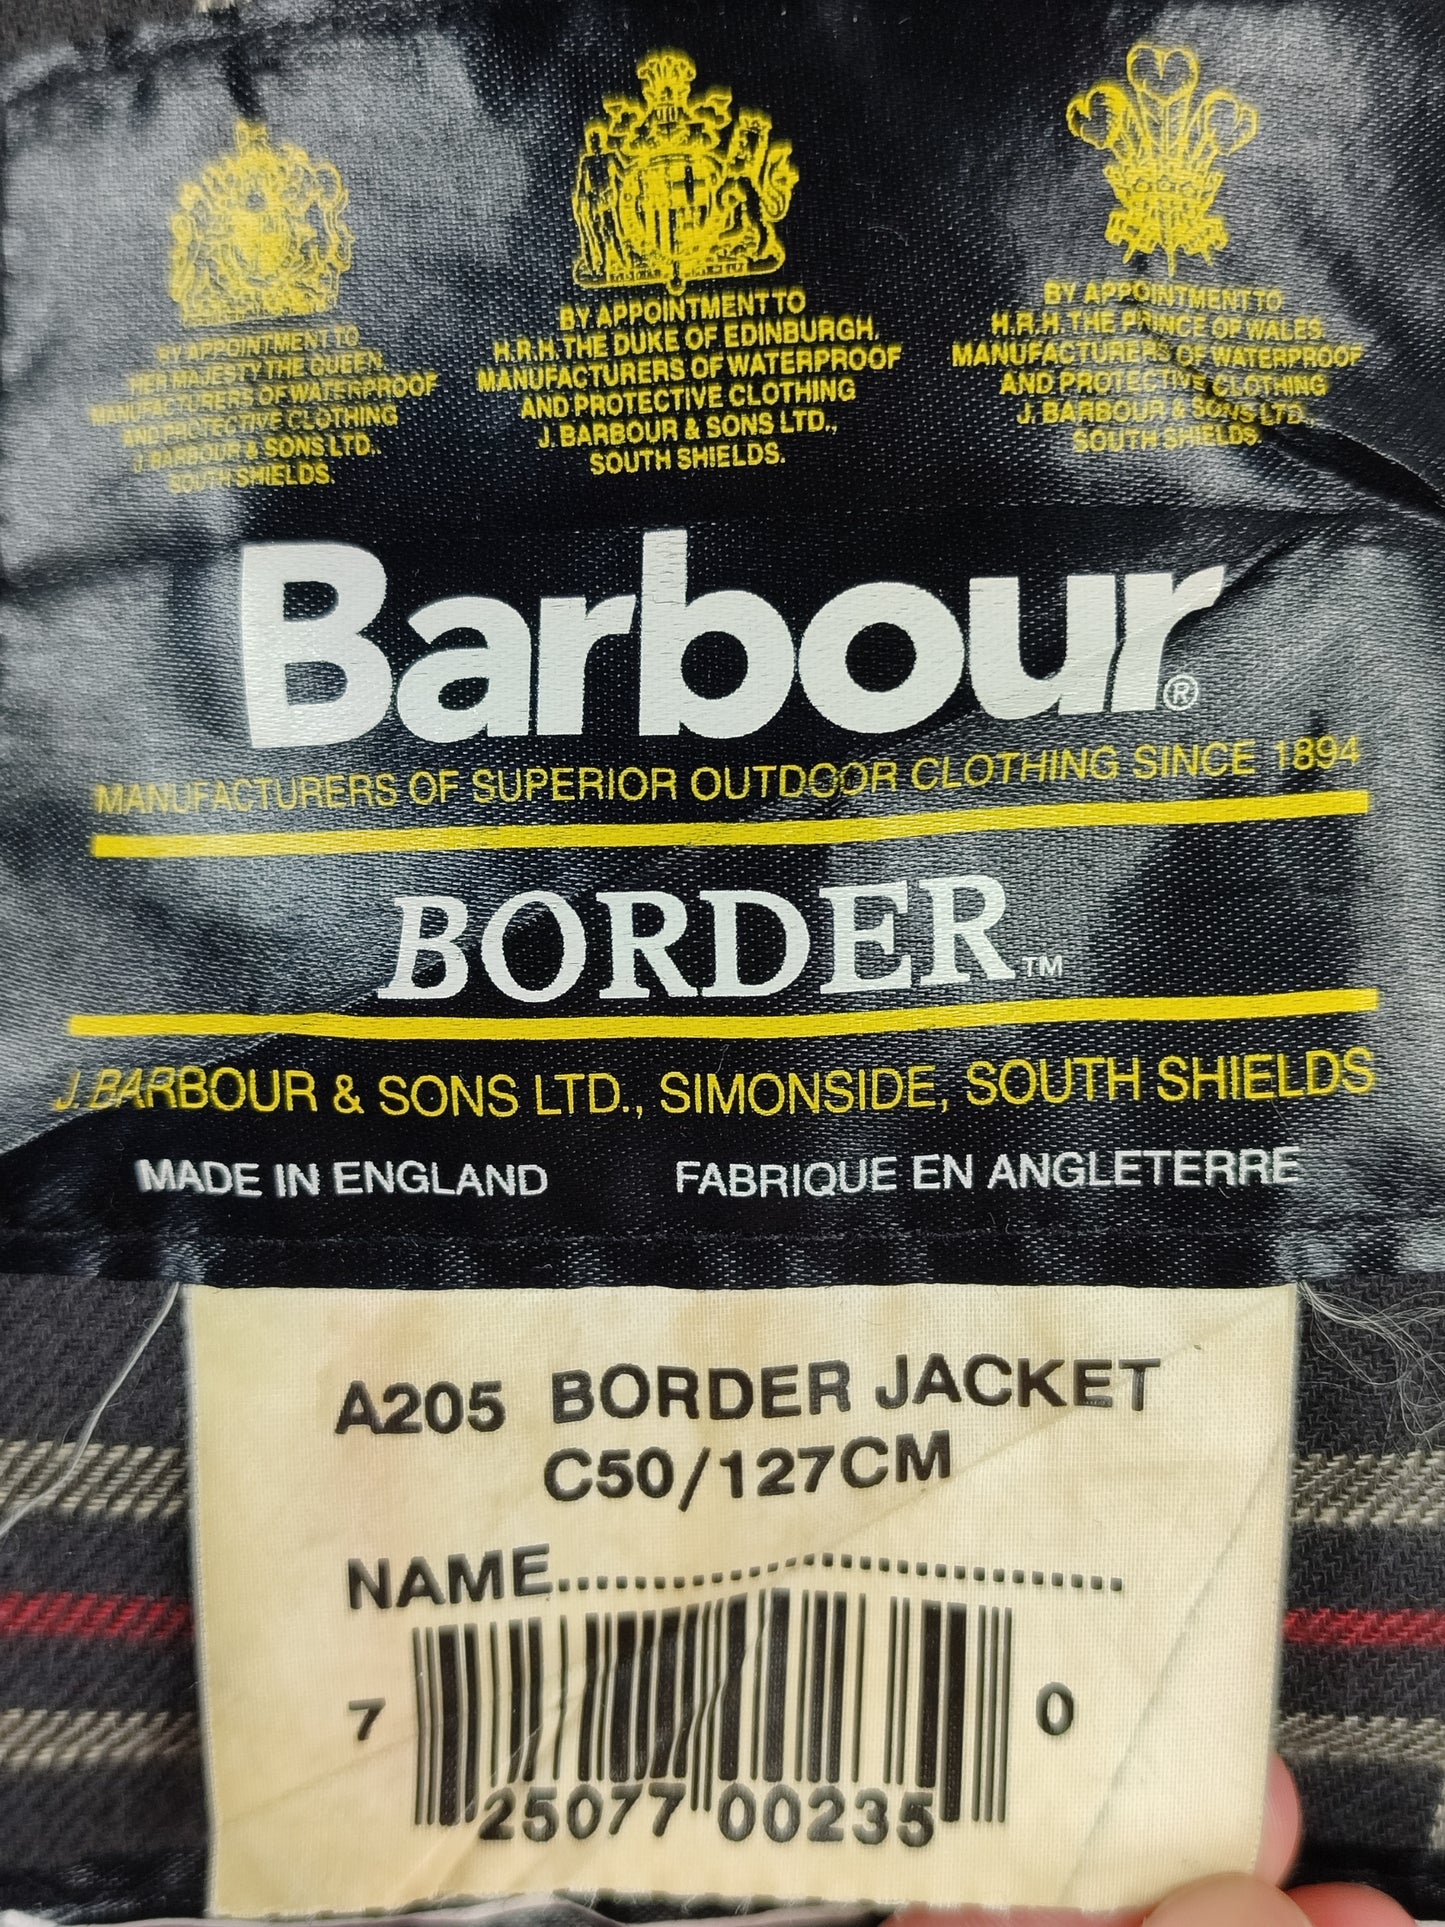 BY APPOINTMENT TO
HER MAJESTY THE QUEEN.
MANUFACTURERS OF WATERPROOF
AND PROTECTIVE CLOTHING
J. BARBOUR & SONS LTD..
SOUTH SHIELDS.
BY APPOINTMENT TO
H.R.H. THE DUKE OF EDINBURGH.
MANUFACTURERS OF WATERPROOF
AND PROTECTIVE CLOTHING
J. BARBOUR & SONS LTD.,
SOUTH SHIELDS.
BY APPOINTMENT TO
H.R.H. THE PRINCE OF WALES
MANUFACTURERS OF WATERPROOF
AND PROTECTIVE CLOTHING
J. BARBOUR & SONS LTD.,
SOUTH SHIELDS.
Barbour®
MANUFACTURERS OF SUPERIOR OUTDOOR CLOTHING SINCE 1894
BORDER™
J. BARBOUR & SONS LTD., SIMONSIDE, SOUTH SHIELDS
MADE IN ENGLAND FABRIQUE EN ANGLETERRE
A205 BORDER JACKET
C50/127CM
NAME....................................
7 25077 00235 0